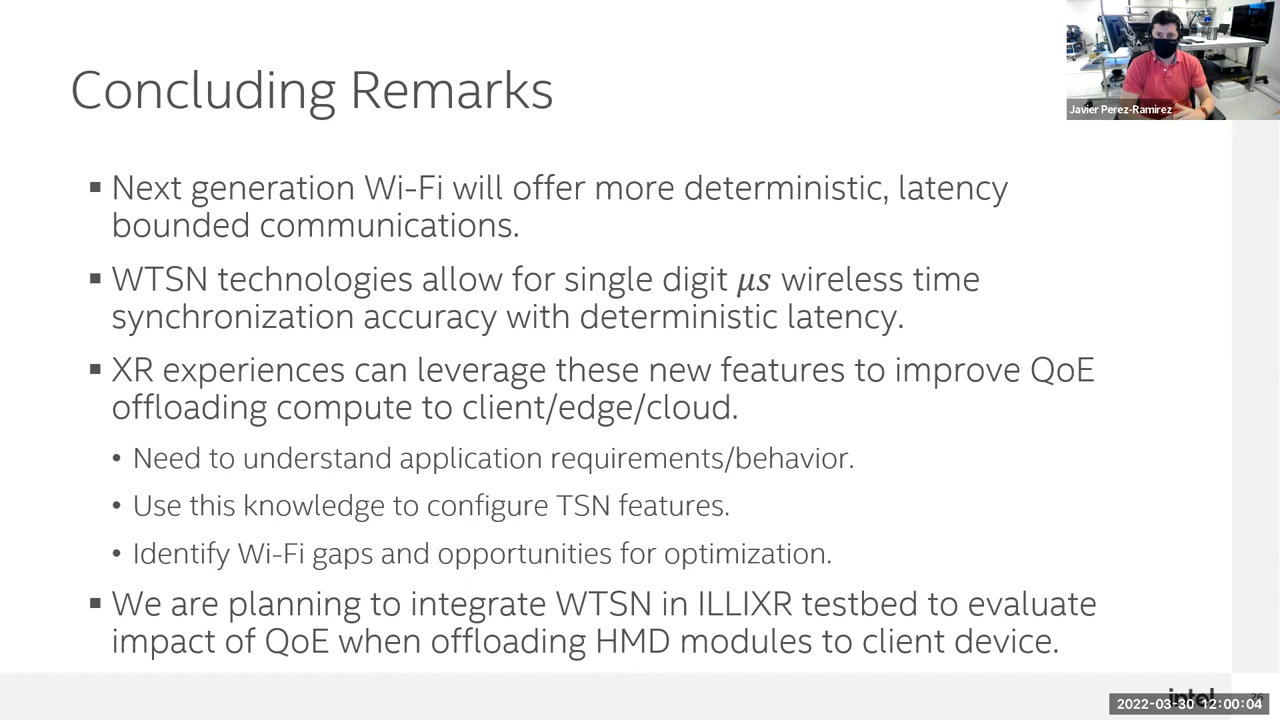 Concluding Remarks
Javier Perez-Ramirez
▪ Next generation Wi-Fi will offer more deterministic, latency
bounded communications.
▪ WTSN technologies allow for single digit μs wireless time
synchronization accuracy with deterministic latency.
▪ XR experiences can leverage these new features to improve QoE
offloading compute to client/edge/cloud.
• Need to understand application requirements/behavior.
• Use this knowledge to configure TSN features.
• Identify Wi-Fi gaps and opportunities for optimization.
▪ We are planning to integrate WTSN in ILLIXR testbed to evaluate
impact of QoE when offloading HMD modules to client device.
intel
2022-03-30 12:00:04